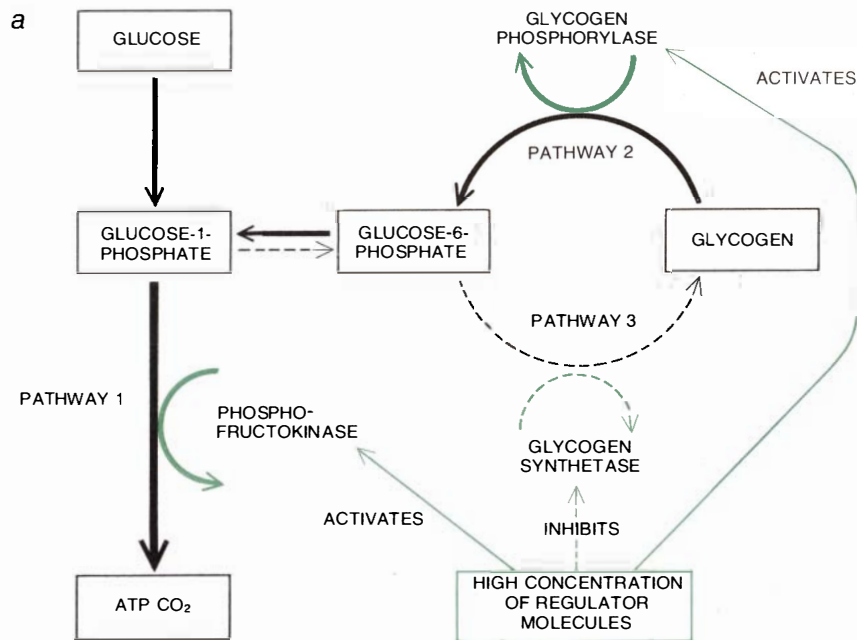 a
GLUCOSE
GLYCOGEN
PHOSPHORYLASE
ACTIVATES
PATHWAY 2
GLUCOSE-1-
PHOSPHATE
GLUCOSE-6-
PHOSPHATE
GLYCOGEN
PATHWAY 3
PATHWAY 1
PHOSPHO-
FRUCTOKINASE
GLYCOGEN
SYNTHETASE
ACTIVATES
INHIBITS
ATP CO₂
HIGH CONCENTRATION
OF REGULATOR
MOLECULES